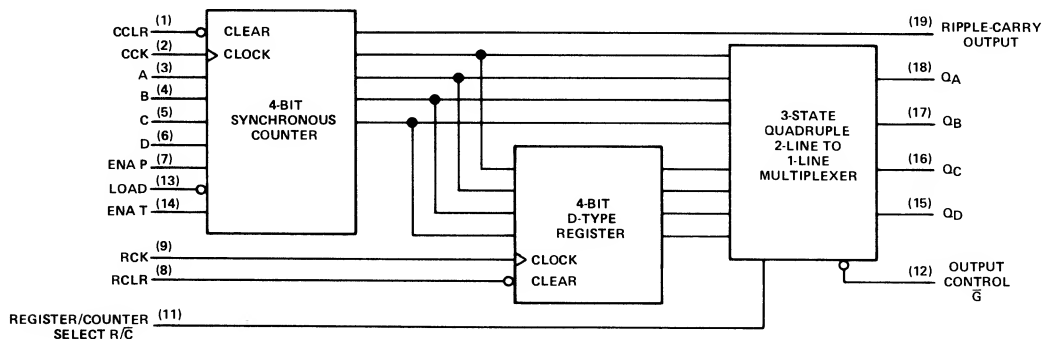 CCLR (1)
CCK (2)
A (3)
B (4)
C (5)
D (6)
ENA P (7)
LOAD (13)
ENA T (14)
CLEAR
CLOCK
4-BIT
SYNCHRONOUS
COUNTER
RCK (9)
RCLR (8)
REGISTER/COUNTER (11)
SELECT R/C̅
4-BIT
D-TYPE
REGISTER
CLOCK
CLEAR
3-STATE
QUADRUPLE
2-LINE TO
1-LINE
MULTIPLEXER
(19) RIPPLE-CARRY
OUTPUT
(18) QA
(17) QB
(16) QC
(15) QD
(12) OUTPUT
CONTROL
G̅